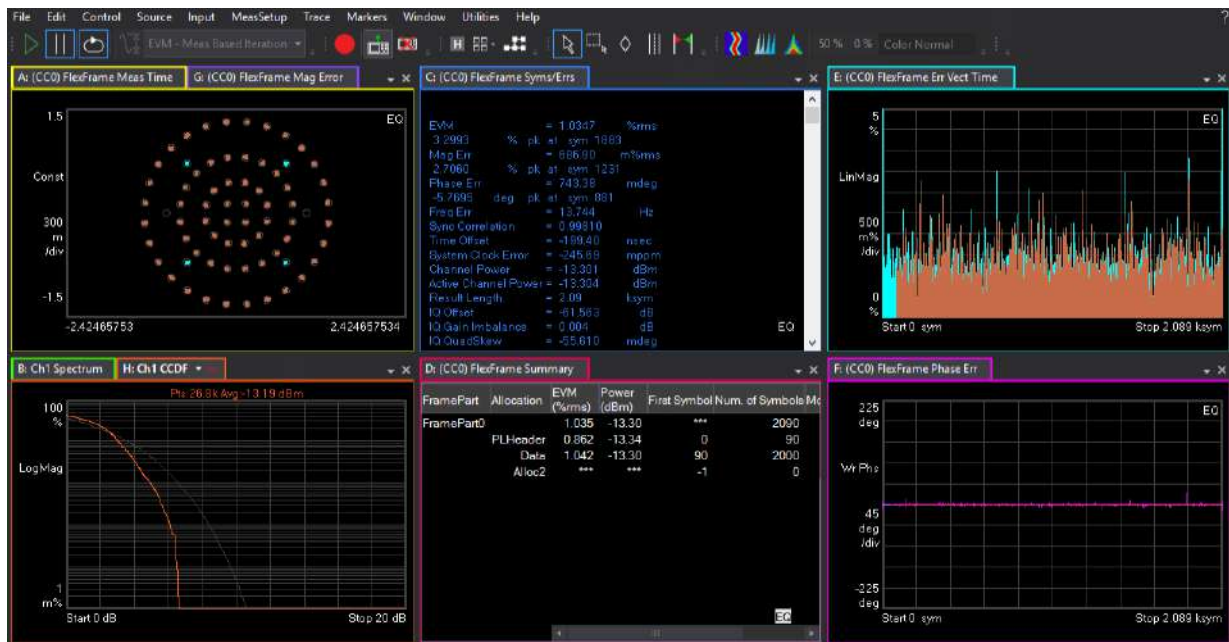 File Edit Control Source Input MeasSetup Trace Markers Window Utilities Help
EVM - Meas Based Iteration
50 % 0 % Color Normal
A: (CC0) FlexFrame Meas Time
G: (CC0) FlexFrame Mag Error
1.5
EQ
Const
300
m
/div
-1.5
-2.42465753
2.424657534
C: (CC0) FlexFrame Syms/Errs
EVM = 1.0347 %rms
3.2993 % pk at sym 1683
Mag Err = 686.90 m%rms
2.7060 % pk at sym 1231
Phase Err = 743.38 mdeg
-5.7695 deg pk at sym 881
Freq Err = 13.744 Hz
Sync Correlation = 0.99810
Time Offset = -199.40 nsec
System Clock Error = -245.69 mppm
Channel Power = -13.301 dBm
Active Channel Power = -13.304 dBm
Result Length = 2.09 ksym
IQ Offset = -61.563 dB
IQ Gain Imbalance = 0.004 dB
IQ Quad Skew = -55.610 mdeg
EQ
E: (CC0) FlexFrame Err Vect Time
5
%
EQ
LinMag
500
m%
/div
0
%
Start 0 sym
Stop 2.089 ksym
B: Ch1 Spectrum
H: Ch1 CCDF
Pts 26.8k Avg -13.19 dBm
100
%
LogMag
1
m%
Start 0 dB
Stop 20 dB
D: (CC0) FlexFrame Summary
FramePart Allocation EVM (%rms) Power (dBm) First Symbol Num. of Symbols Mo
FramePart0 1.035 -13.30 *** 2090
PLHeader 0.862 -13.34 0 90
Data 1.042 -13.30 90 2000
Alloc2 *** *** -1 0
EQ
F: (CC0) FlexFrame Phase Err
225
deg
EQ
Wr Phs
45
deg
/div
-225
deg
Start 0 sym
Stop 2.089 ksym